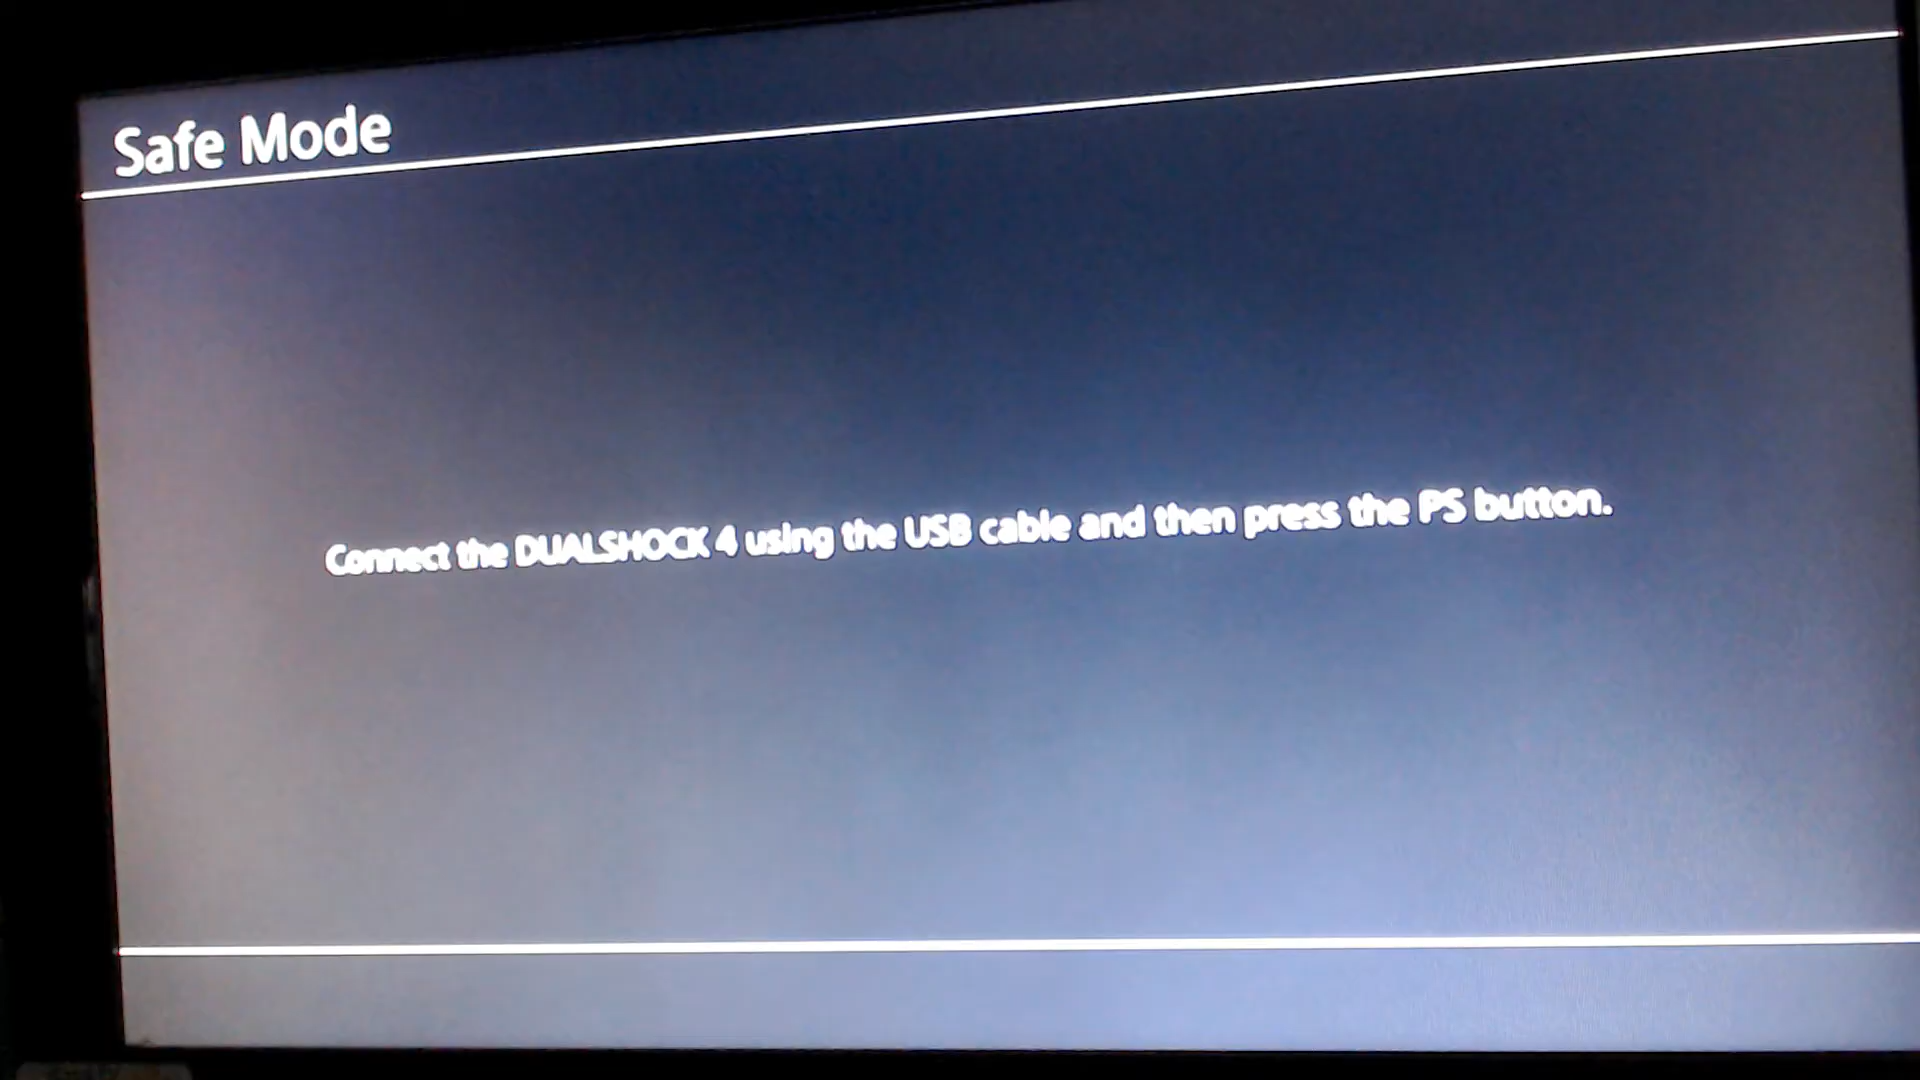 Safe Mode
Connect the DUALSHOCK 4 using the USB cable and then press the PS button.